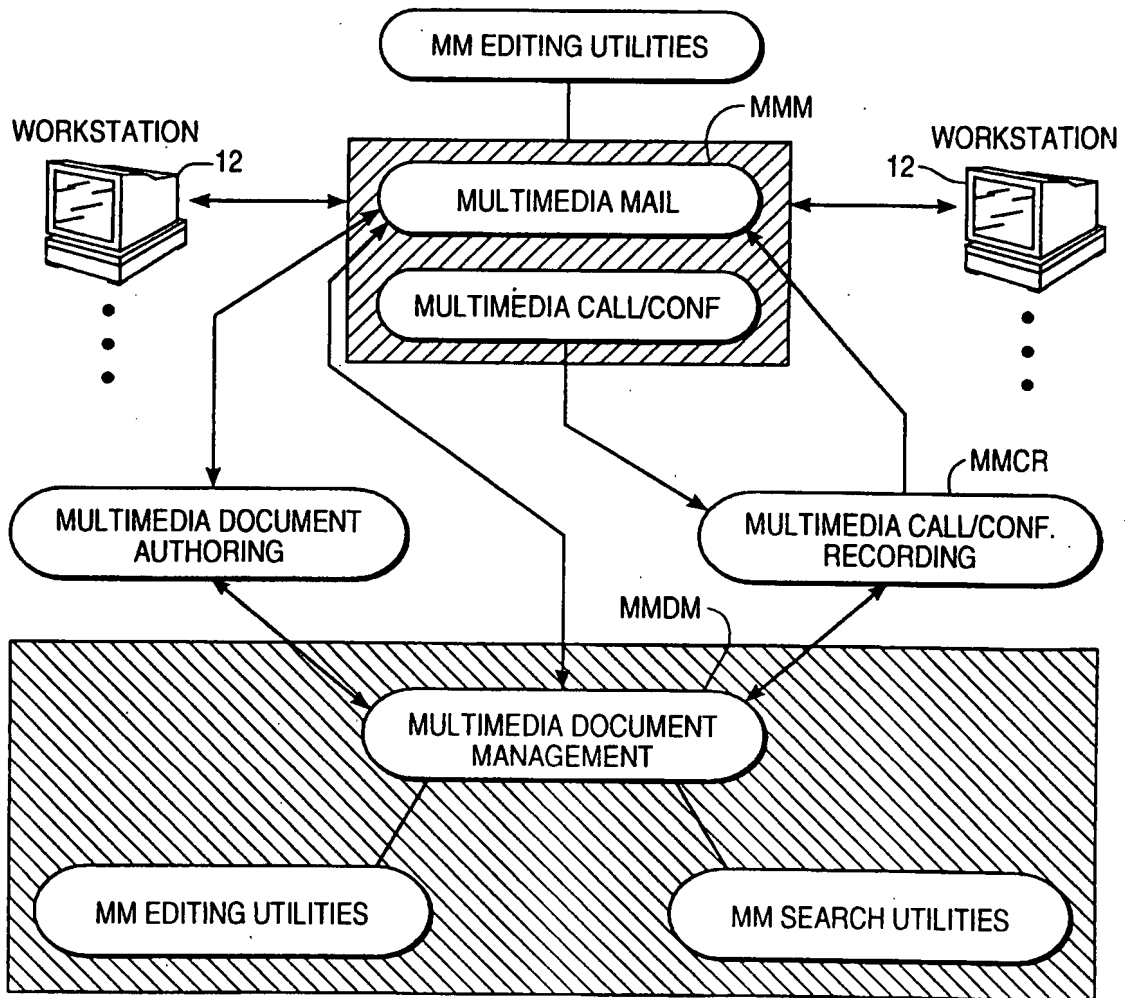 MM EDITING UTILITIES
MMM
WORKSTATION
12
WORKSTATION
12
MULTIMEDIA MAIL
MULTIMEDIA CALL/CONF
MMCR
MULTIMEDIA DOCUMENT
AUTHORING
MULTIMEDIA CALL/CONF.
RECORDING
MMDM
MULTIMEDIA DOCUMENT
MANAGEMENT
MM EDITING UTILITIES
MM SEARCH UTILITIES